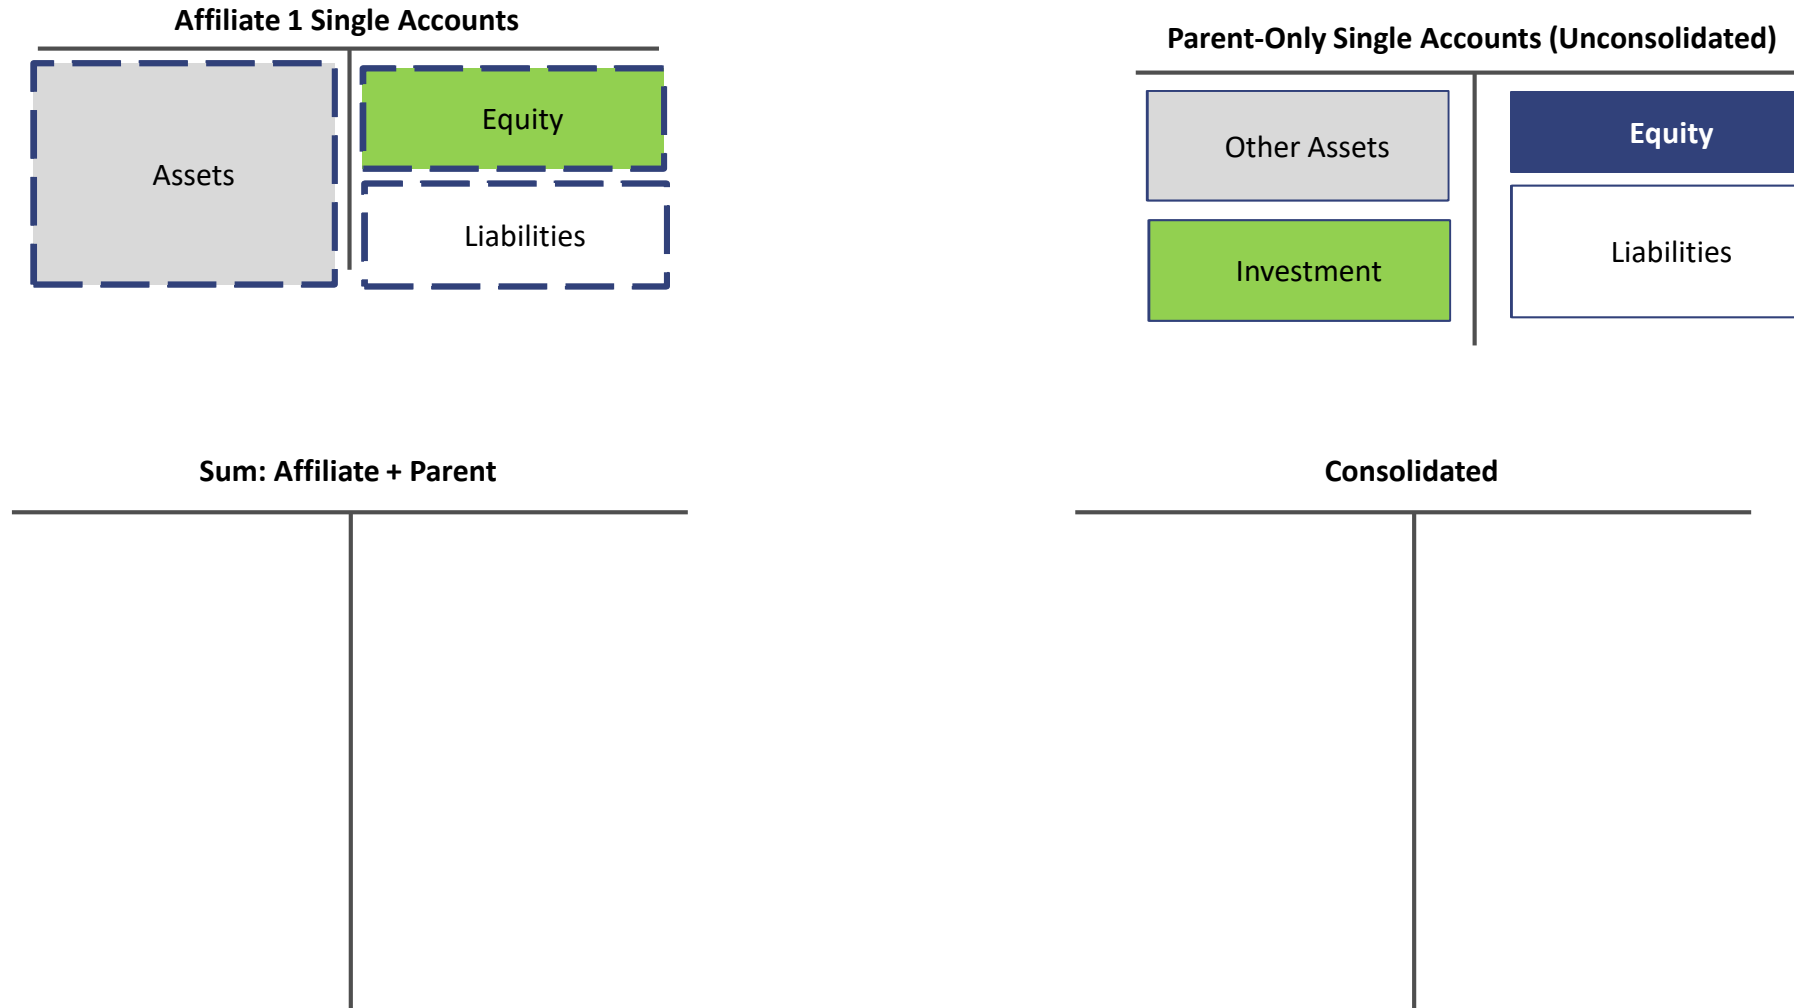 Affiliate 1 Single Accounts
Assets
Equity
Liabilities
Parent-Only Single Accounts (Unconsolidated)
Other Assets
Investment
Equity
Liabilities
Sum: Affiliate + Parent
Consolidated